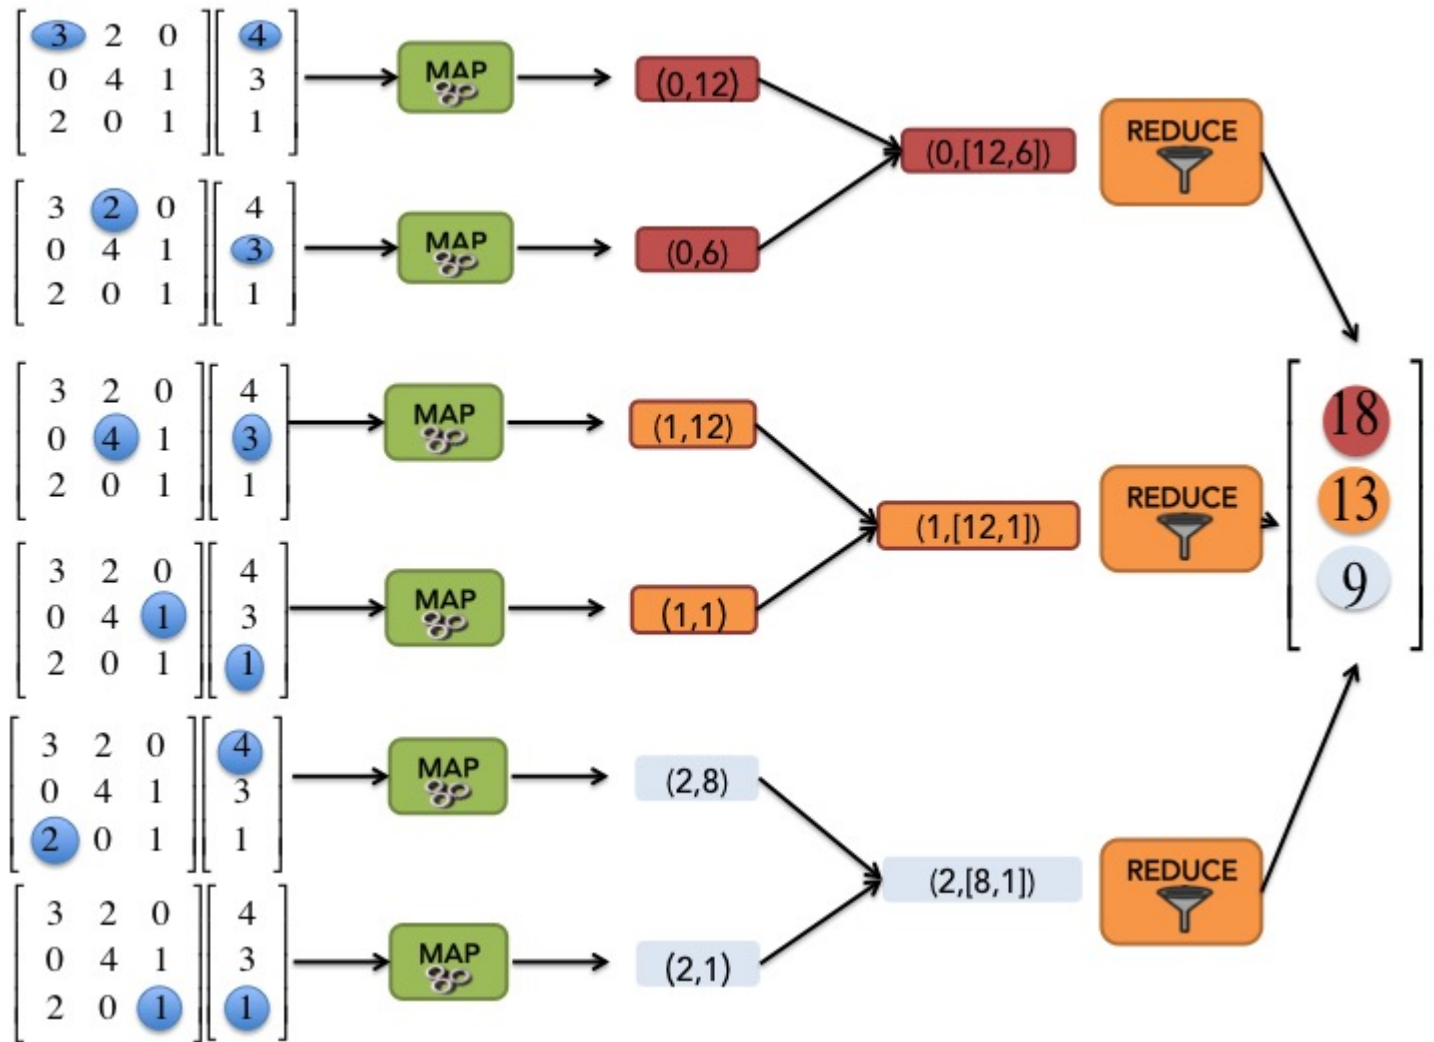 3 2 0 4
0 4 1 3
2 0 1 1
MAP
(0,12)
3 2 0 4
0 4 1 3
2 0 1 1
MAP
(0,6)
(0,[12,6])
REDUCE
3 2 0 4
0 4 1 3
2 0 1 1
MAP
(1,12)
3 2 0 4
0 4 1 3
2 0 1 1
MAP
(1,1)
(1,[12,1])
REDUCE
3 2 0 4
0 4 1 3
2 0 1 1
MAP
(2,8)
3 2 0 4
0 4 1 3
2 0 1 1
MAP
(2,1)
(2,[8,1])
REDUCE
18
13
9